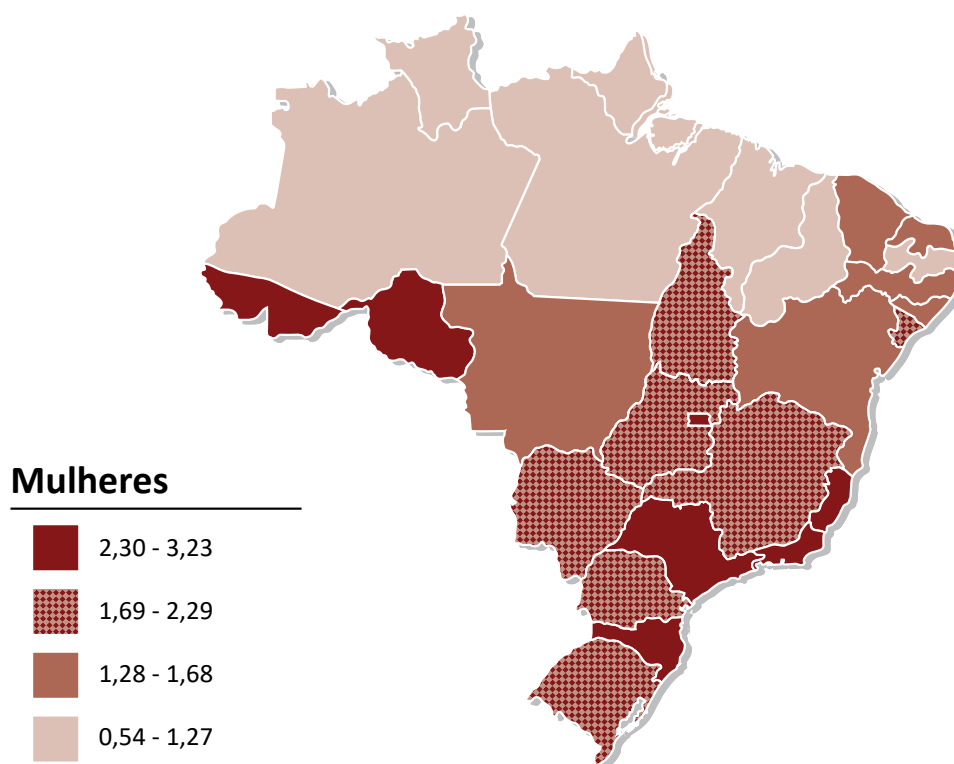 Mulheres
2,30 - 3,23
1,69 - 2,29
1,28 - 1,68
0,54 - 1,27